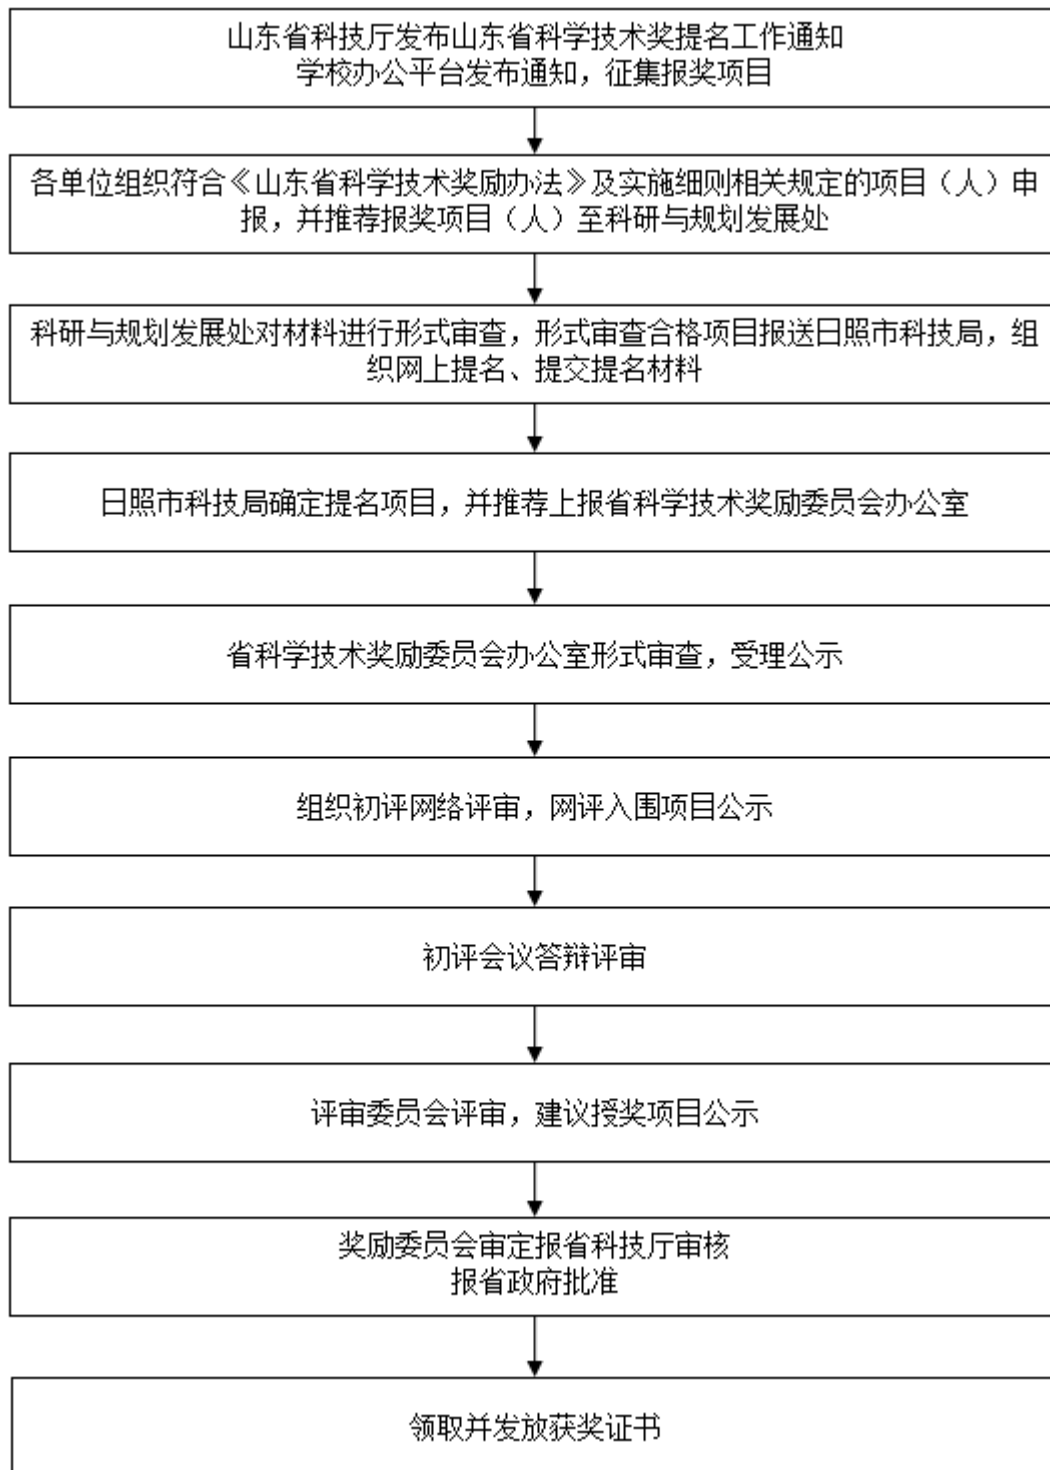 山东省科技厅发布山东省科学技术奖提名工作通知
学校办公平台发布通知，征集报奖项目
各单位组织符合《山东省科学技术奖励办法》及实施细则相关规定的项目（人）申
报，并推荐报奖项目（人）至科研与规划发展处
科研与规划发展处对材料进行形式审查，形式审查合格项目报送日照市科技局，组
织网上提名、提交提名材料
日照市科技局确定提名项目，并推荐上报省科学技术奖励委员会办公室
省科学技术奖励委员会办公室形式审查，受理公示
组织初评网络评审，网评入围项目公示
初评会议答辩评审
评审委员会评审，建议授奖项目公示
奖励委员会审定报省科技厅审核
报省政府批准
领取并发放获奖证书